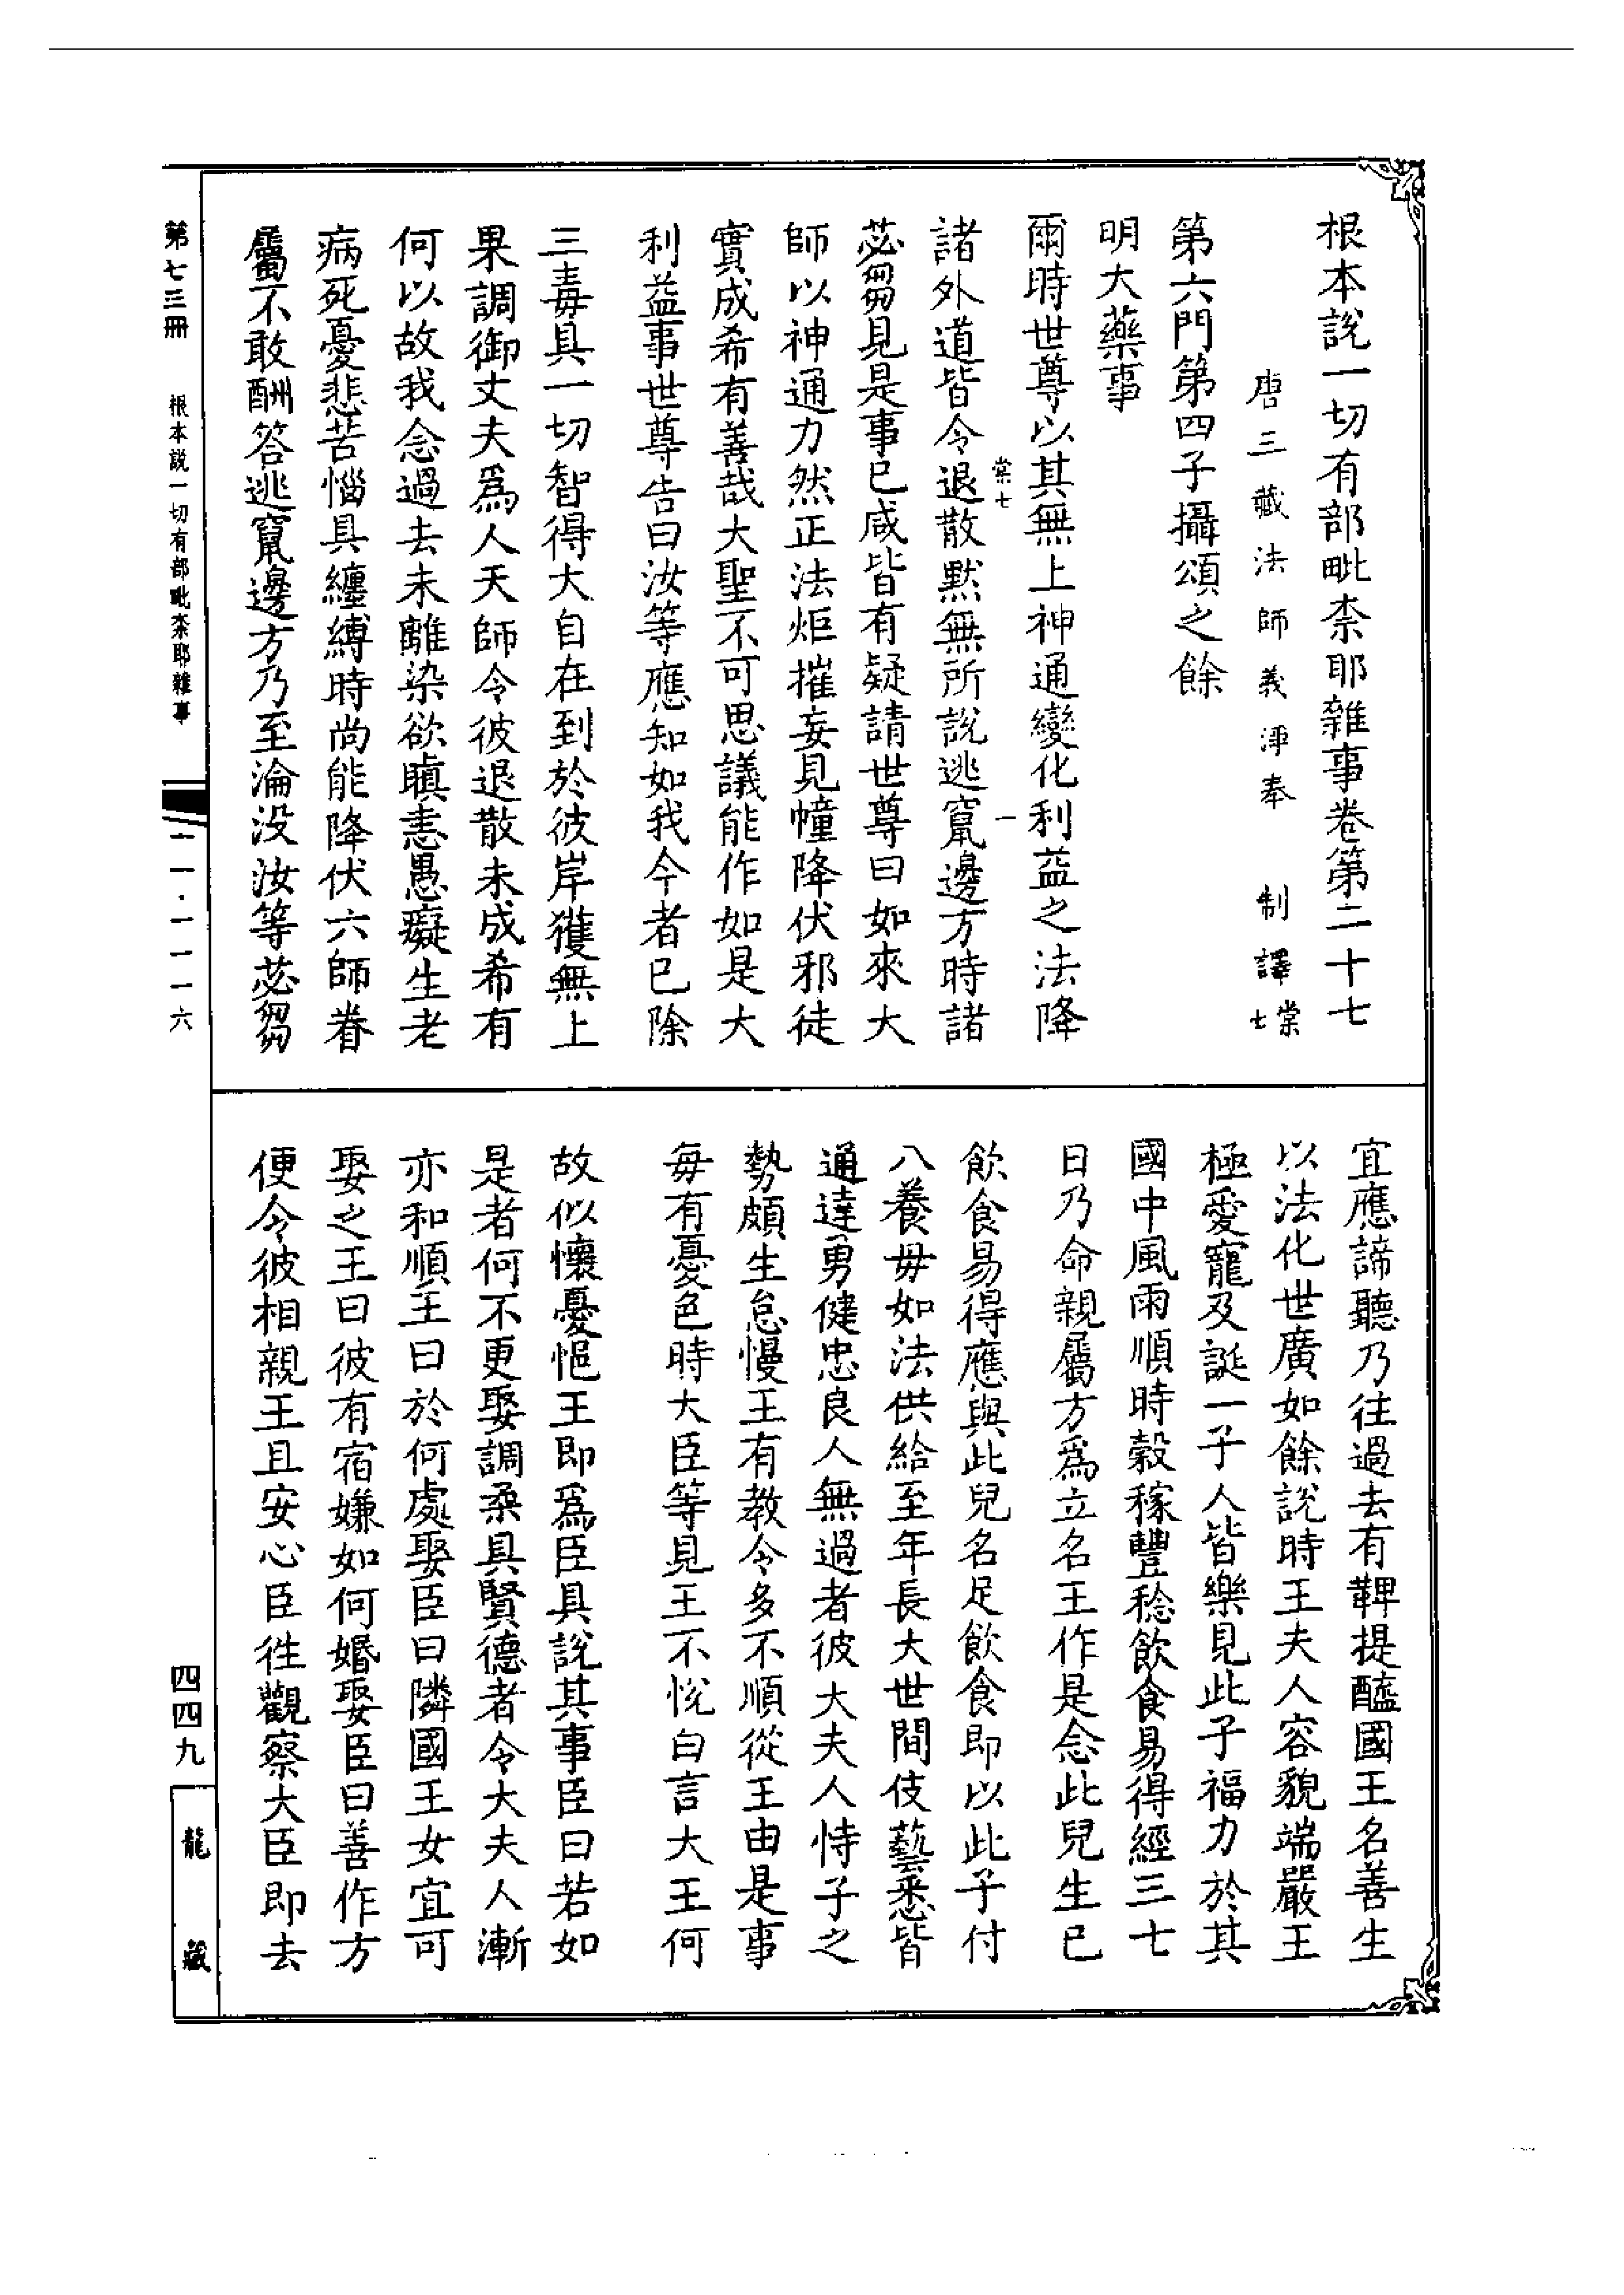 根本說一切有部毗柰耶雜事卷第二十七
唐三藏法師義淨奉 制譯 棠七
第六門第四子攝頌之餘
明大藥事
爾時世尊以其無上神通變化利益之法降
棠七 一
諸外道皆令退散默無所說逃竄邊方時諸
苾芻見是事已咸皆有疑請世尊曰如來大
師以神通力然正法炬摧妄見幢降伏邪徒
實成希有善哉大聖不可思議能作如是大
利益事世尊告曰汝等應知如我今者已除
三毒具一切智得大自在到於彼岸獲無上
果調御丈夫為人天師令彼退散未成希有
何以故我念過去未離染欲瞋恚愚癡生老
病死憂悲苦惱具纏縛時尚能降伏六師眷
屬不敢酬答逃竄邊方乃至淪没汝等苾芻
宜應諦聽乃往過去有鞞提醯國王名善生
以法化世廣如餘說時王夫人容貌端嚴王
極愛寵及誕一子人皆樂見此子福力於其
國中風雨順時穀稼豐稔飲食易得經三七
日乃命親屬方為立名王作是念此兒生已
飲食易得應與此兒名足飲食即以此子付
八養毋如法供給至年長大世間伎藝悉皆
通達勇健忠良人無過者彼大夫人恃子之
勢頗生怠慢王有教令多不順從王由是事
每有憂色時大臣等見王不悅白言大王何
故似懷憂悒王即為臣具說其事臣曰若如
是者何不更娶調柔具賢德者令大夫人漸
亦和順王曰於何處娶臣曰隣國王女宜可
娶之王曰彼有宿嫌如何婚娶臣曰善作方
便令彼相親王且安心臣徃觀察大臣即去
第七三冊 根本說一切有部毗柰耶雜事 二一·一一一六
四四九
龍藏